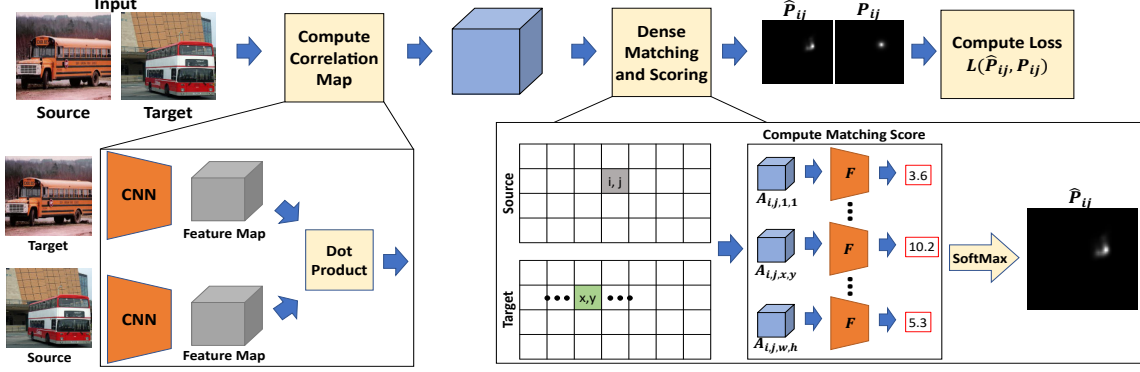 Input
Source
Target
Compute
Correlation
Map
Dense
Matching
and Scoring
P̂ij
Pij
Compute Loss
L(P̂ij, Pij)
Target
Source
CNN
CNN
Feature Map
Feature Map
Dot
Product
Source
i, j
Target
x,y
Compute Matching Score
Ai,j,1,1
F
3.6
Ai,j,x,y
F
10.2
Ai,j,w,h
F
5.3
SoftMax
P̂ij